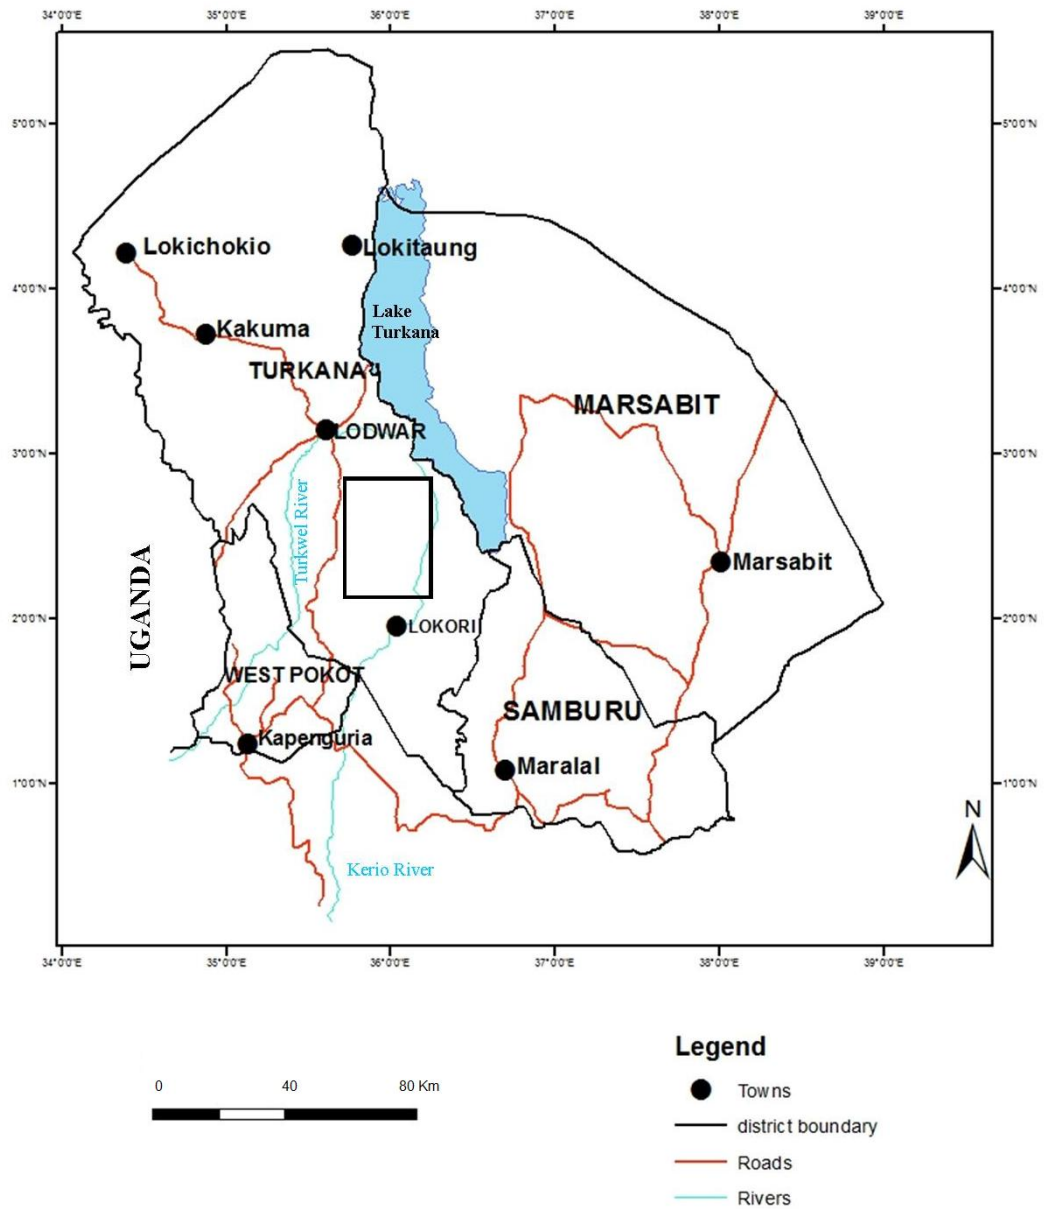 34°0'0"E 35°0'0"E 36°0'0"E 37°0'0"E 38°0'0"E 39°0'0"E
5°0'0"N 5°0'0"N
Lokichokio
Lokitaung
4°0'0"N 4°0'0"N
Lake
Turkana
Kakuma
TURKANA
MARSABIT
LODWAR
3°0'0"N 3°0'0"N
Turkwel River
UGANDA
Marsabit
2°0'0"N 2°0'0"N
LOKORI
WEST POKOT
SAMBURU
Kapenguria
Maralal
1°0'0"N 1°0'0"N
N
Kerio River
34°0'0"E 35°0'0"E 36°0'0"E 37°0'0"E 38°0'0"E 39°0'0"E
0 40 80 Km
Legend
Towns
district boundary
Roads
Rivers